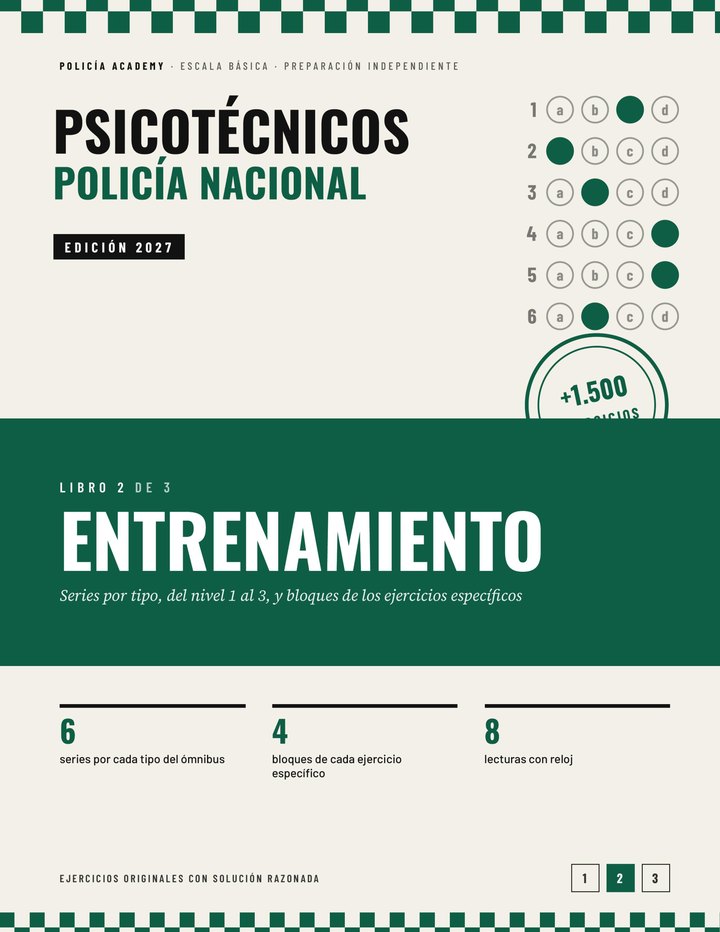 POLICÍA ACADEMY · ESCALA BÁSICA · PREPARACIÓN INDEPENDIENTE
PSICOTÉCNICOS
POLICÍA NACIONAL
EDICIÓN 2027
1 a b d
2 b c d
3 a c d
4 a b c
5 a b c
6 a c d
+1.500
LIBRO 2 DE 3
ENTRENAMIENTO
Series por tipo, del nivel 1 al 3, y bloques de los ejercicios específicos
6
series por cada tipo del ómnibus
4
bloques de cada ejercicio
específico
8
lecturas con reloj
EJERCICIOS ORIGINALES CON SOLUCIÓN RAZONADA
1 2 3